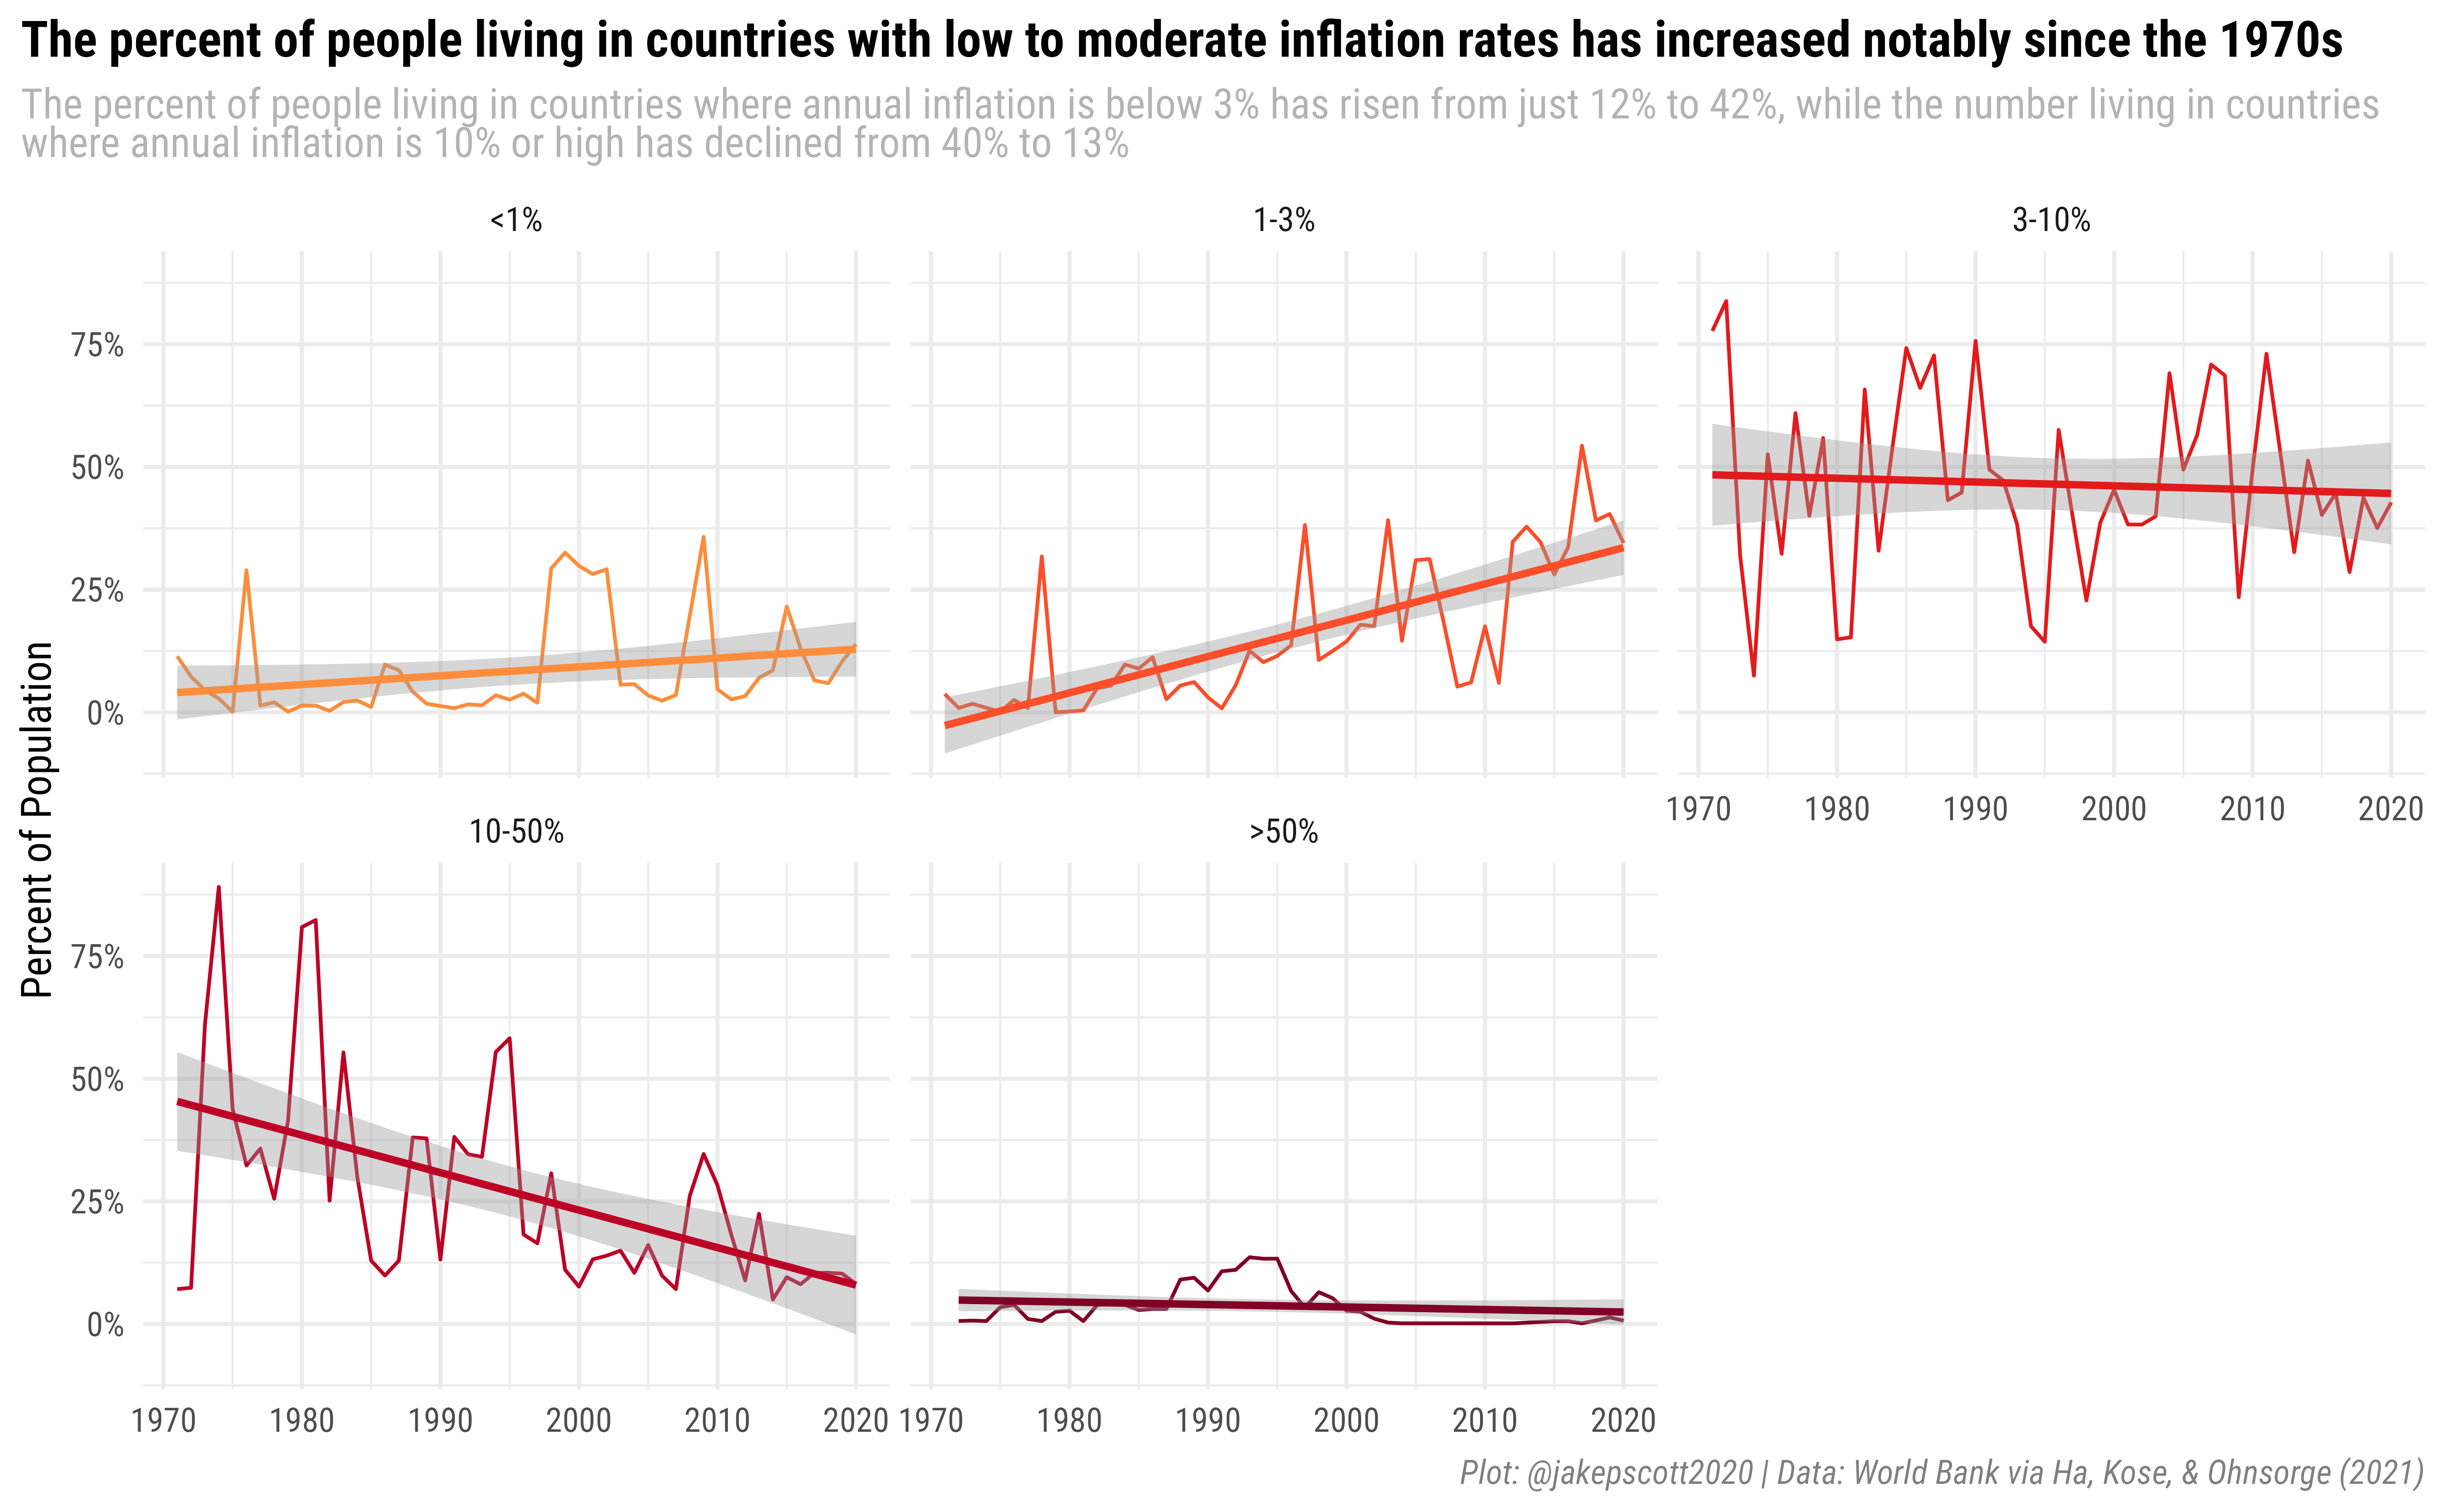 The percent of people living in countries with low to moderate inflation rates has increased notably since the 1970s
The percent of people living in countries where annual inflation is below 3% has risen from just 12% to 42%, while the number living in countries
where annual inflation is 10% or high has declined from 40% to 13%
<1%
1-3%
3-10%
75%
50%
25%
0%
1970 1980 1990 2000 2010 2020
10-50%
>50%
Percent of Population
75%
50%
25%
0%
1970 1980 1990 2000 2010 2020
1970 1980 1990 2000 2010 2020
Plot: @jakepscott2020 | Data: World Bank via Ha, Kose, & Ohnsorge (2021)